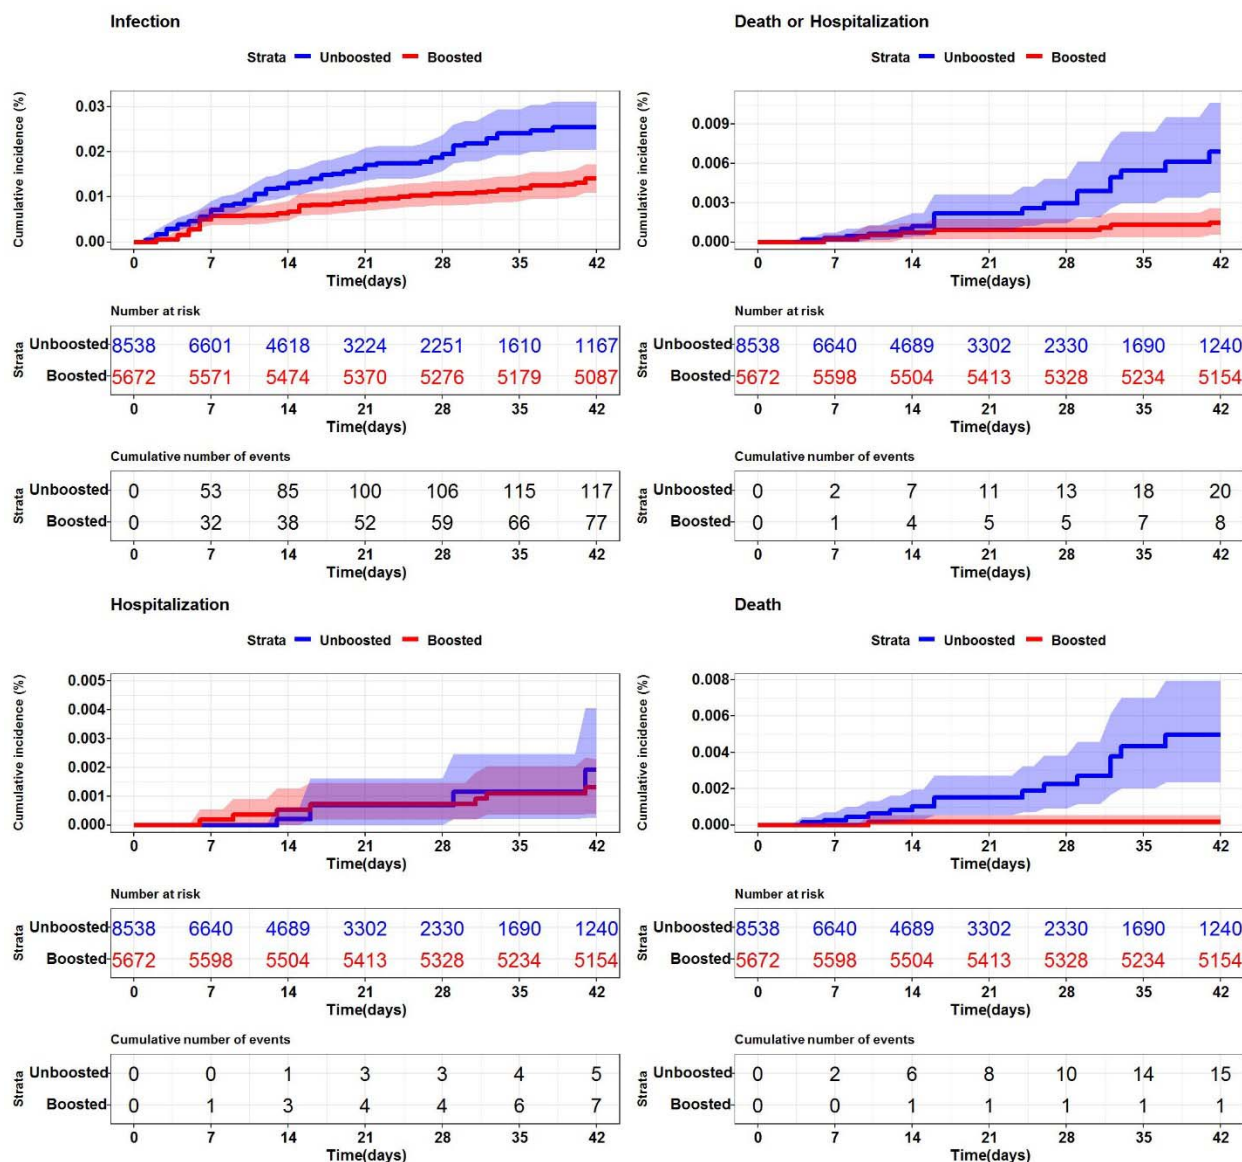 Infection
Strata Unboosted Boosted
Cumulative incidence (%)
0.03
0.02
0.01
0.00
0 7 14 21 28 35 42
Time(days)
Number at risk
Strata
Unboosted 8538 6601 4618 3224 2251 1610 1167
Boosted 5672 5571 5474 5370 5276 5179 5087
0 7 14 21 28 35 42
Time(days)
Cumulative number of events
Strata
Unboosted 0 53 85 100 106 115 117
Boosted 0 32 38 52 59 66 77
0 7 14 21 28 35 42
Time(days)
Death or Hospitalization
Strata Unboosted Boosted
Cumulative incidence (%)
0.009
0.006
0.003
0.000
0 7 14 21 28 35 42
Time(days)
Number at risk
Strata
Unboosted 8538 6640 4689 3302 2330 1690 1240
Boosted 5672 5598 5504 5413 5328 5234 5154
0 7 14 21 28 35 42
Time(days)
Cumulative number of events
Strata
Unboosted 0 2 7 11 13 18 20
Boosted 0 1 4 5 5 7 8
0 7 14 21 28 35 42
Time(days)
Hospitalization
Strata Unboosted Boosted
Cumulative incidence (%)
0.005
0.004
0.003
0.002
0.001
0.000
0 7 14 21 28 35 42
Time(days)
Number at risk
Strata
Unboosted 8538 6640 4689 3302 2330 1690 1240
Boosted 5672 5598 5504 5413 5328 5234 5154
0 7 14 21 28 35 42
Time(days)
Cumulative number of events
Strata
Unboosted 0 0 1 3 3 4 5
Boosted 0 1 3 4 4 6 7
0 7 14 21 28 35 42
Time(days)
Death
Strata Unboosted Boosted
Cumulative incidence (%)
0.008
0.006
0.004
0.002
0.000
0 7 14 21 28 35 42
Time(days)
Number at risk
Strata
Unboosted 8538 6640 4689 3302 2330 1690 1240
Boosted 5672 5598 5504 5413 5328 5234 5154
0 7 14 21 28 35 42
Time(days)
Cumulative number of events
Strata
Unboosted 0 2 6 8 10 14 15
Boosted 0 0 1 1 1 1 1
0 7 14 21 28 35 42
Time(days)